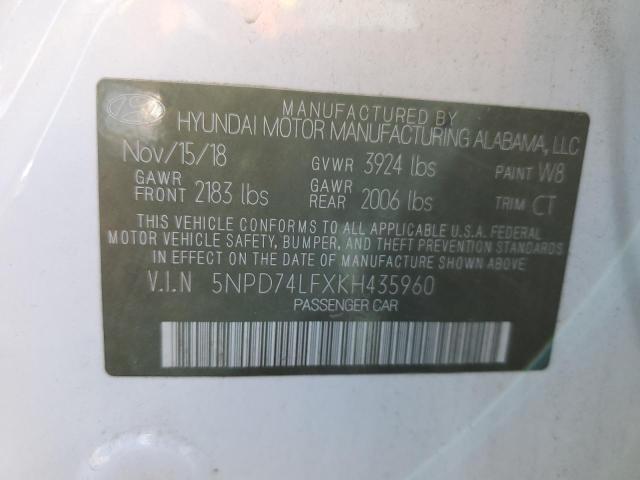 MANUFACTURED BY
HYUNDAI MOTOR MANUFACTURING ALABAMA, LLC
Nov/15/18 GVWR 3924 lbs PAINT W8
GAWR FRONT 2183 lbs GAWR REAR 2006 lbs TRIM CT
THIS VEHICLE CONFORMS TO ALL APPLICABLE U.S.A. FEDERAL
MOTOR VEHICLE SAFETY, BUMPER, AND THEFT PREVENTION STANDARDS
IN EFFECT ON THE DATE OF MANUFACTURE SHOWN ABOVE.
V.I.N 5NPD74LFXKH435960
PASSENGER CAR